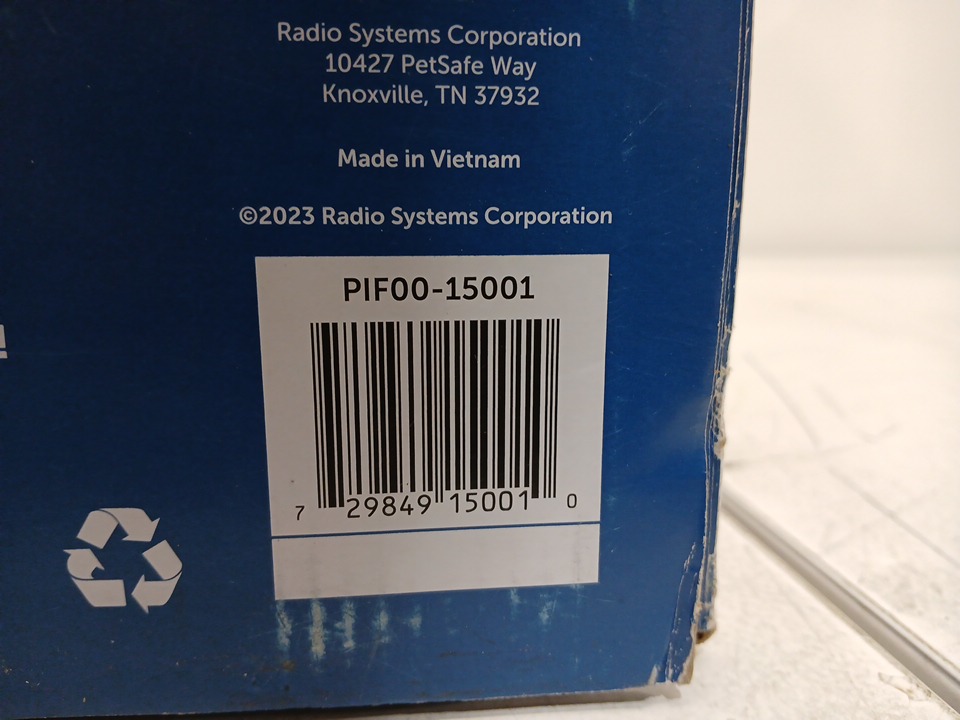 Radio Systems Corporation
10427 PetSafe Way
Knoxville, TN 37932
Made in Vietnam
©2023 Radio Systems Corporation
PIF00-15001
7 29849 15001 0